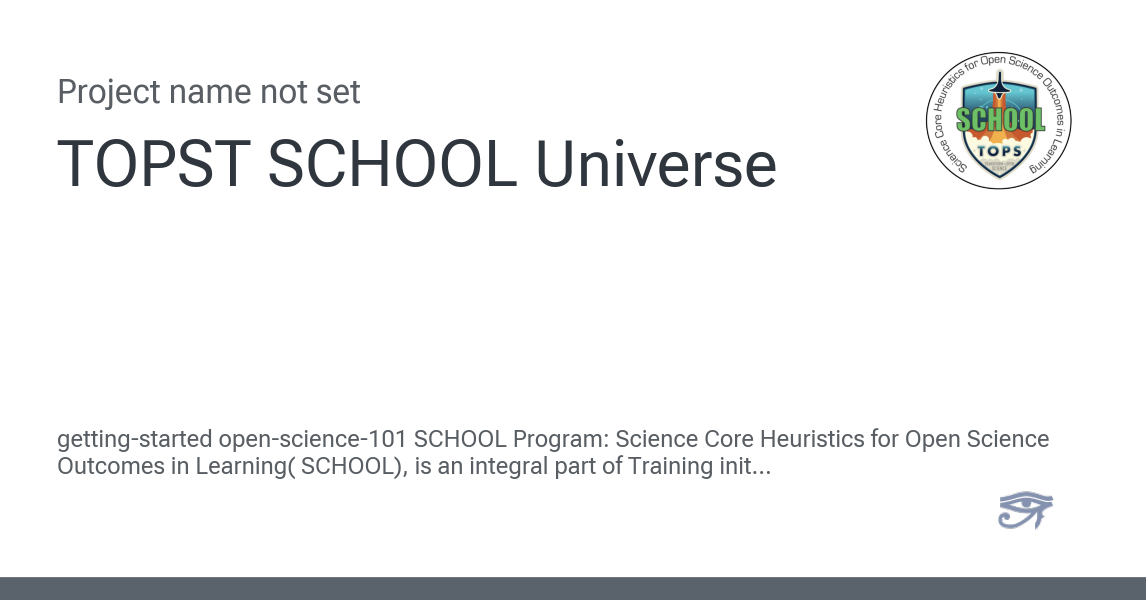 Project name not set
TOPST SCHOOL Universe
Science Core Heuristics for Open Science Outcomes in Learning
SCHOOL
TOPS
getting-started open-science-101 SCHOOL Program: Science Core Heuristics for Open Science
Outcomes in Learning( SCHOOL), is an integral part of Training init...